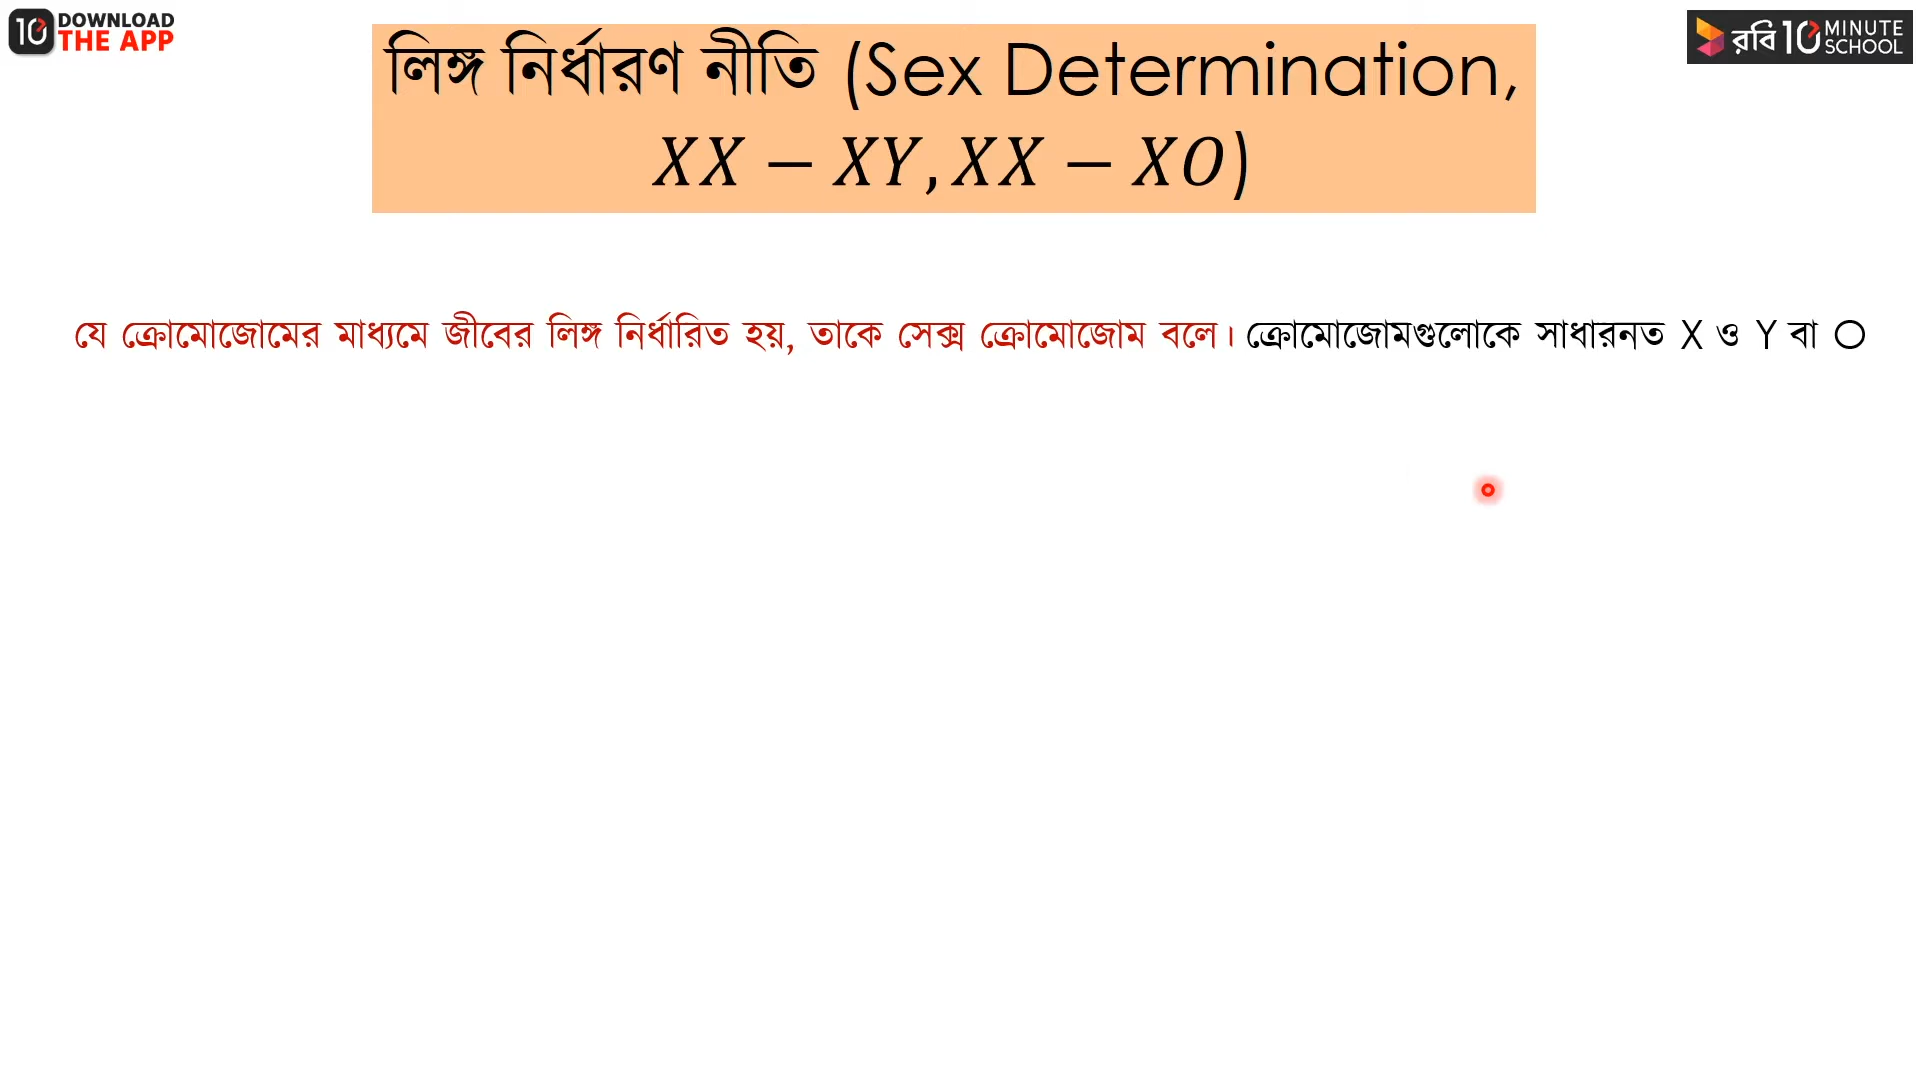 DOWNLOAD
THE APP
রবি 10 MINUTE SCHOOL
লিঙ্গ নির্ধারণ নীতি (Sex Determination,
XX − XY, XX − XO)
যে ক্রোমোজোমের মাধ্যমে জীবের লিঙ্গ নির্ধারিত হয়, তাকে সেক্স ক্রোমোজোম বলে। ক্রোমোজোমগুলোকে সাধারনত X ও Y বা O